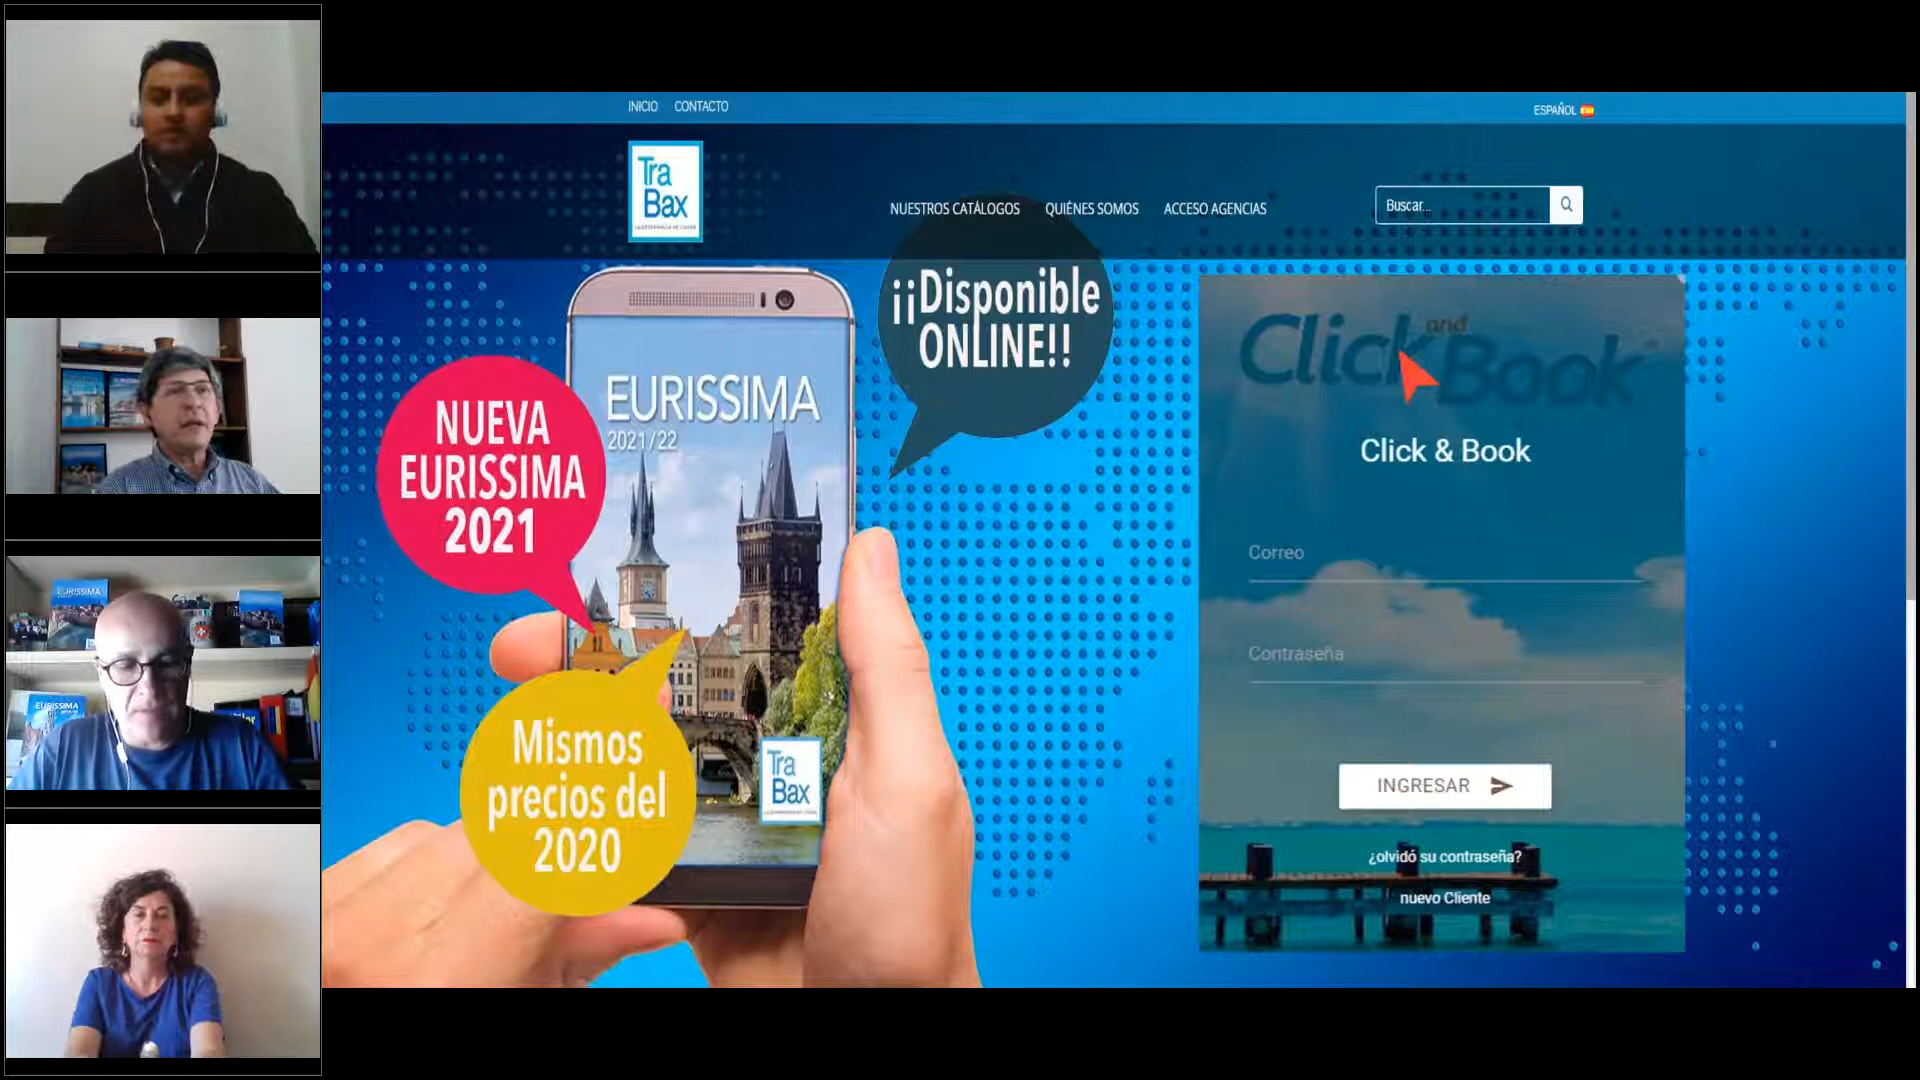 INICIO CONTACTO
ESPAÑOL
Tra
Bax
NUESTROS CATÁLOGOS QUIÉNES SOMOS ACCESO AGENCIAS
Buscar...
¡¡Disponible
ONLINE!!
NUEVA
EURISSIMA
2021
EURISSIMA
2021/22
Mismos
precios del
2020
Tra
Bax
Click and Book
Click & Book
Correo
Contraseña
INGRESAR
¿olvidó su contraseña?
nuevo Cliente
EURISSIMA
EURISSIMA